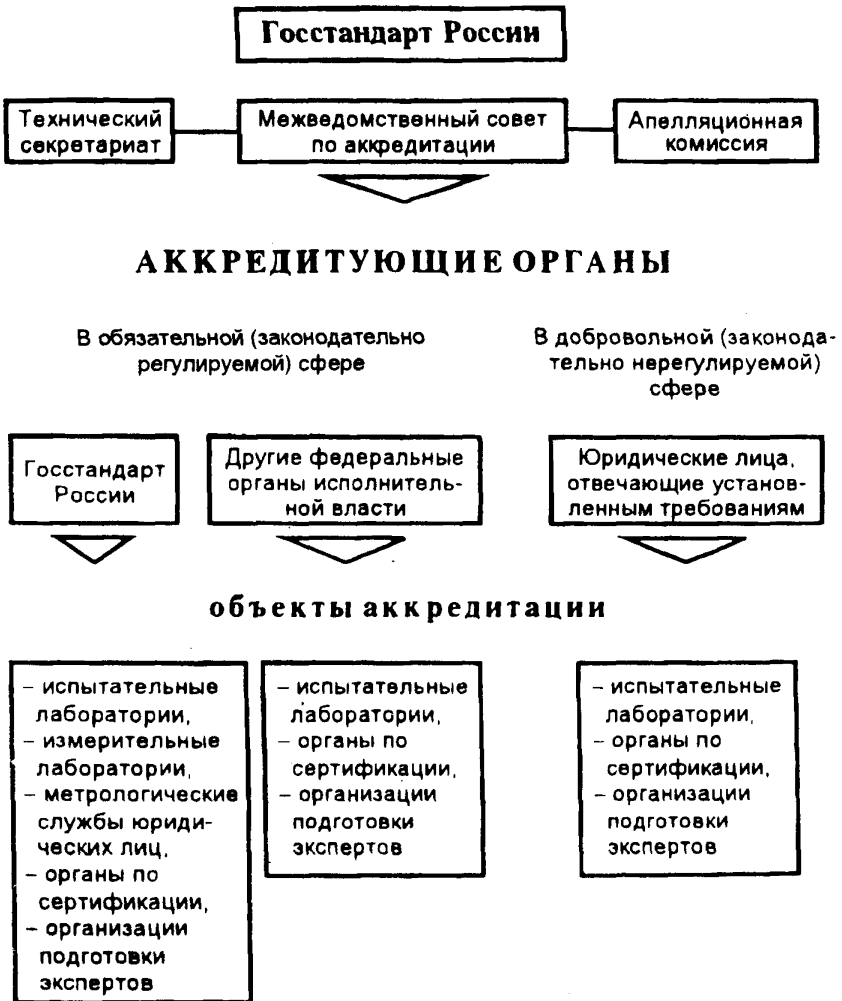 Госстандарт России
Технический
секретариат
Межведомственный совет
по аккредитации
Апелляционная
комиссия
АККРЕДИТУЮЩИЕ ОРГАНЫ
В обязательной (законодательно
регулируемой) сфере
В добровольной (законода-
тельно нерегулируемой)
сфере
Госстандарт
России
Другие федеральные
органы исполнитель-
ной власти
Юридические лица,
отвечающие установ-
ленным требованиям
объекты аккредитации
– испытательные
лаборатории,
– измерительные
лаборатории,
– метрологические
службы юриди-
ческих лиц,
– органы по
сертификации,
– организации
подготовки
экспертов
– испытательные
лаборатории,
– органы по
сертификации,
– организации
подготовки
экспертов
– испытательные
лаборатории,
– органы по
сертификации,
– организации
подготовки
экспертов